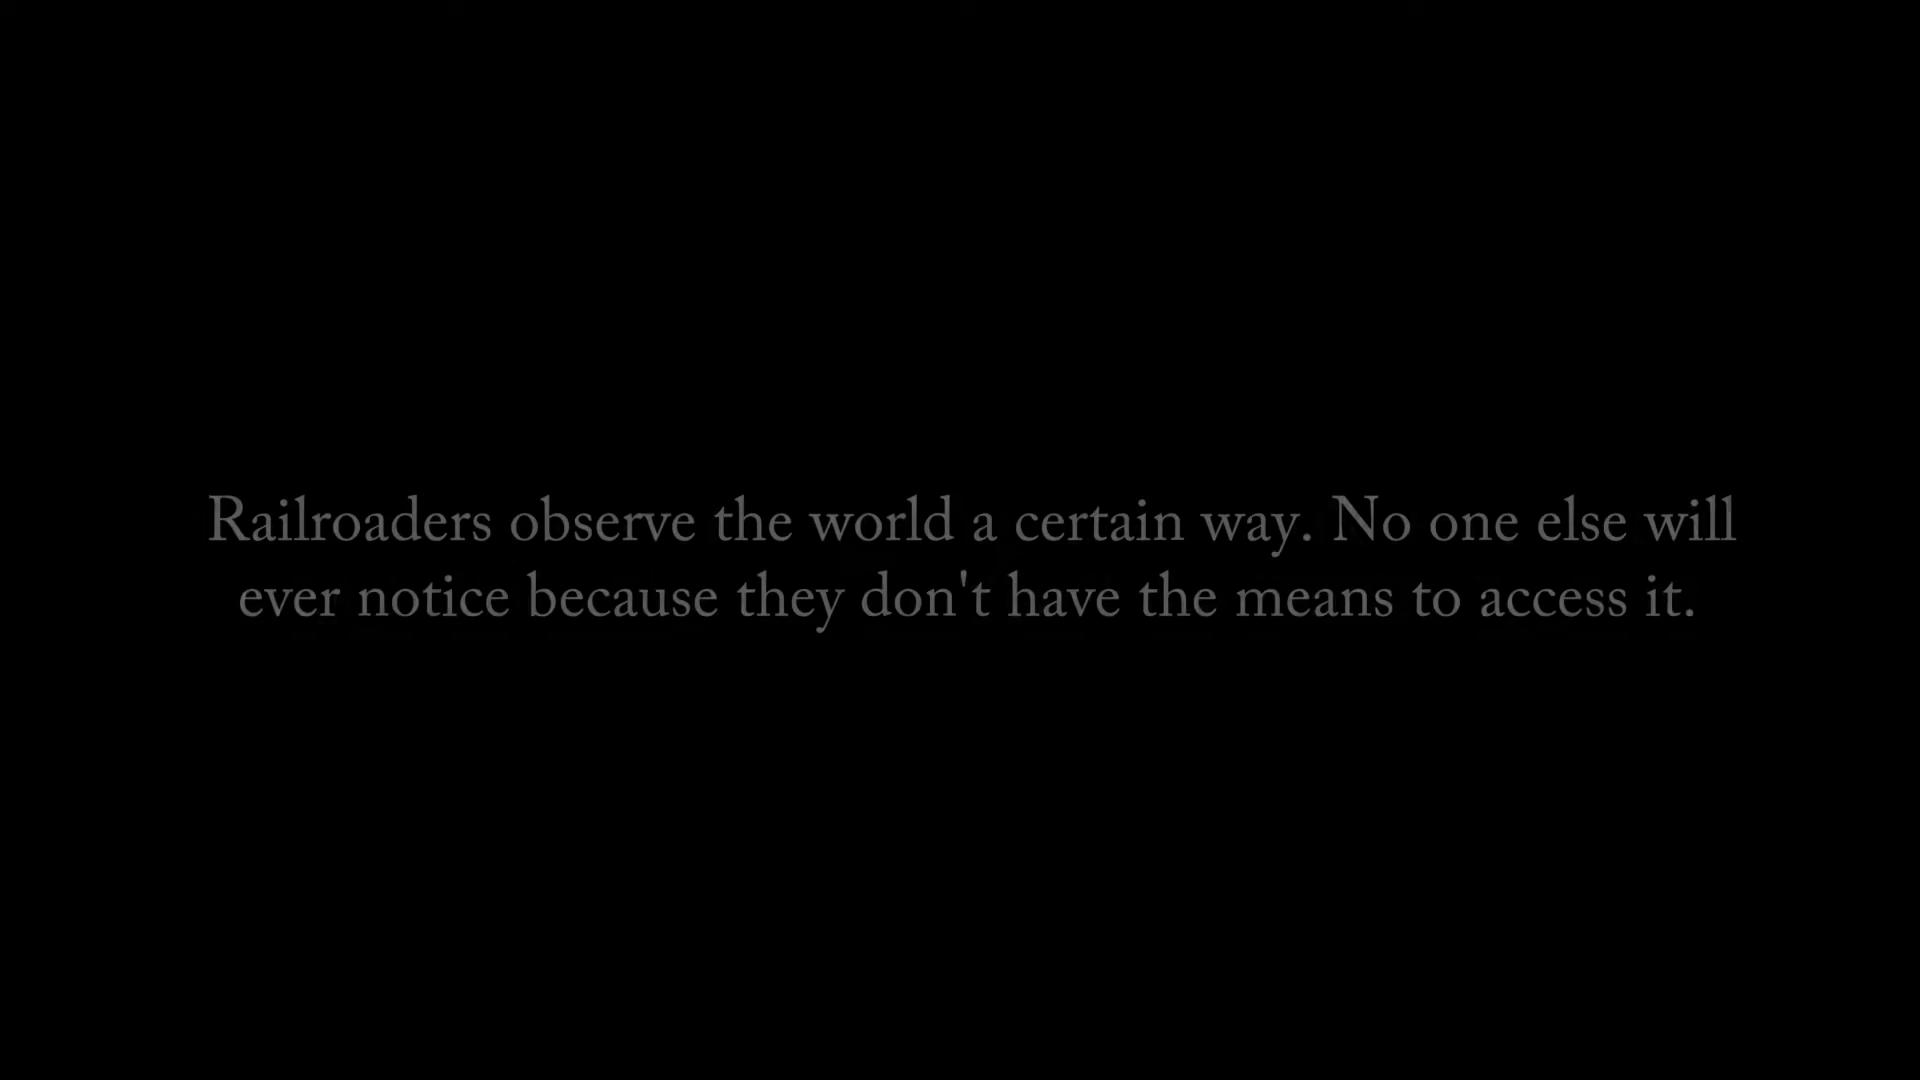 Railroaders observe the world a certain way. No one else will
ever notice because they don't have the means to access it.